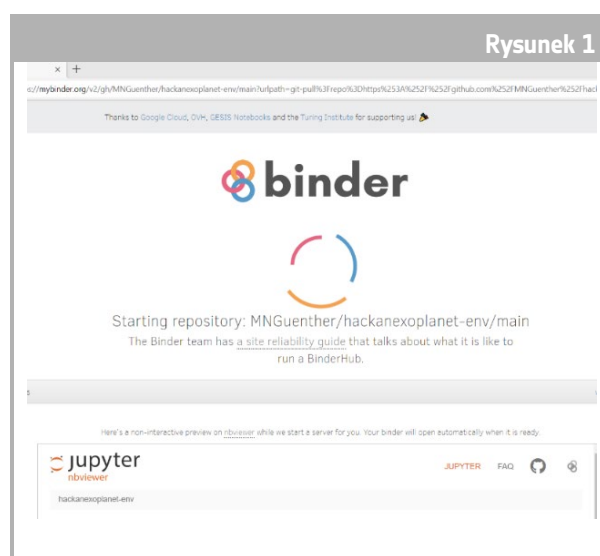 Rysunek 1
× +
://mybinder.org/v2/gh/MNGuenther/hackanexoplanet-env/main?urlpath=git-pull%3Frepo%3Dhttps%253A%252F%252Fgithub.com%252FMNGuenther%252Fhack
Thanks to Google Cloud, OVH, GESIS Notebooks and the Turing Institute for supporting us! 🎉
binder
Starting repository: MNGuenther/hackanexoplanet-env/main
The Binder team has a site reliability guide that talks about what it is like to
run a BinderHub.
Here's a non-interactive preview on nbviewer while we start a server for you. Your binder will open automatically when it is ready.
jupyter
nbviewer
JUPYTER FAQ
hackanexoplanet-env